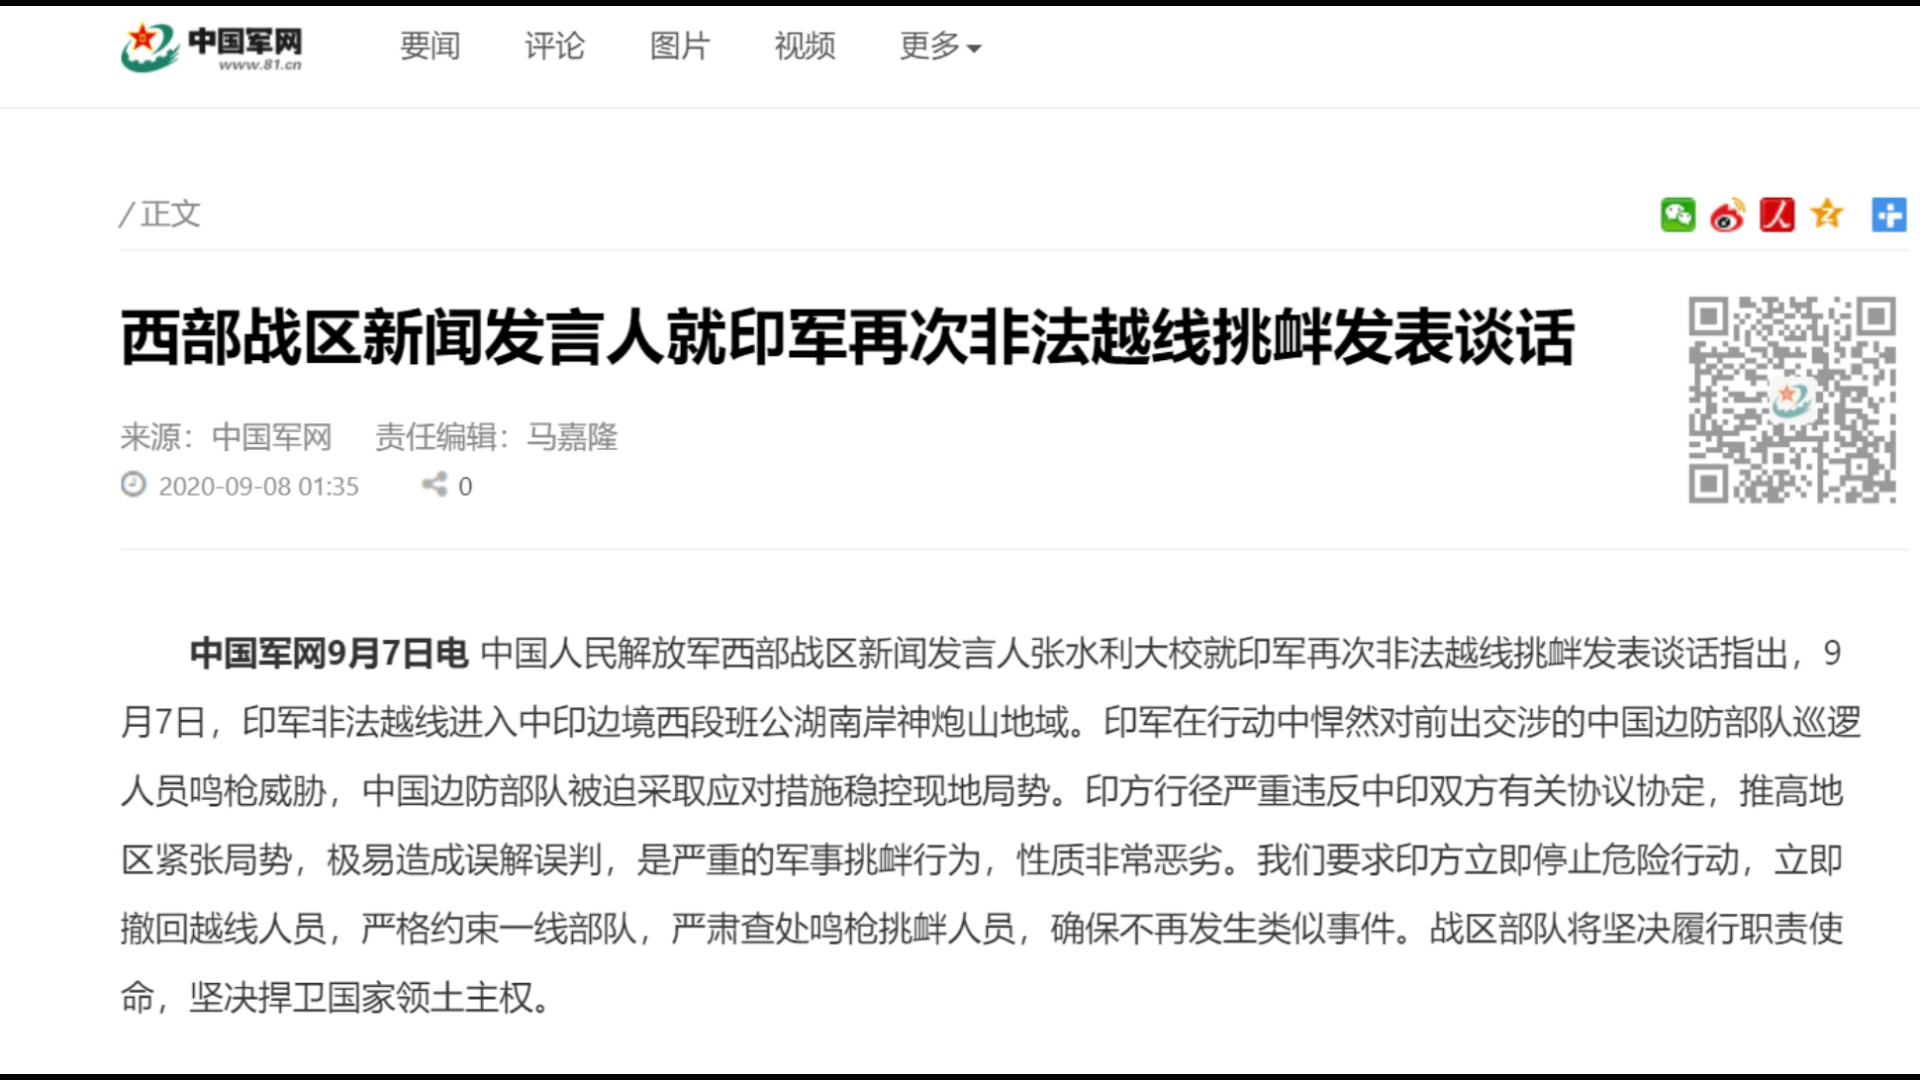 中国军网
www.81.cn
要闻
评论
图片
视频
更多
/ 正文
西部战区新闻发言人就印军再次非法越线挑衅发表谈话
来源：中国军网 责任编辑：马嘉隆
2020-09-08 01:35 0
中国军网9月7日电 中国人民解放军西部战区新闻发言人张水利大校就印军再次非法越线挑衅发表谈话指出，9
月7日，印军非法越线进入中印边境西段班公湖南岸神炮山地域。印军在行动中悍然对前出交涉的中国边防部队巡逻
人员鸣枪威胁，中国边防部队被迫采取应对措施稳控现地局势。印方行径严重违反中印双方有关协议协定，推高地
区紧张局势，极易造成误解误判，是严重的军事挑衅行为，性质非常恶劣。我们要求印方立即停止危险行动，立即
撤回越线人员，严格约束一线部队，严肃查处鸣枪挑衅人员，确保不再发生类似事件。战区部队将坚决履行职责使
命，坚决捍卫国家领土主权。